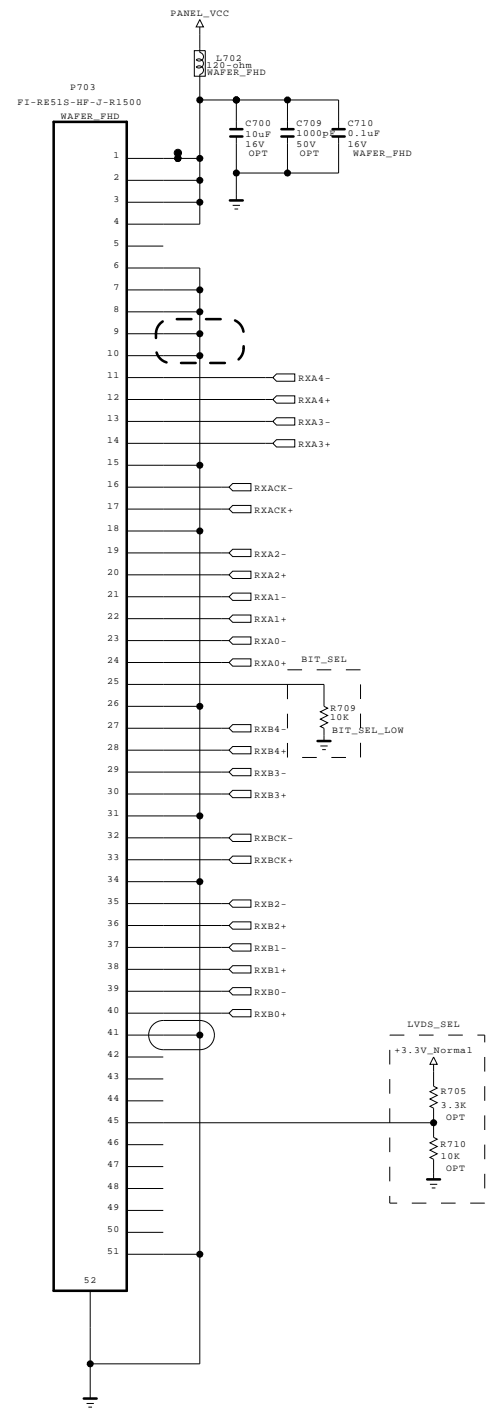 PANEL_VCC
L702
120-ohm
WAFER_FHD
P703
FI-RE51S-HF-J-R1500
WAFER_FHD
C700
10uF
16V
OPT
C709
1000pF
50V
OPT
C710
0.1uF
16V
WAFER_FHD
1
2
3
4
5
6
7
8
9
10
11 RXA4-
12 RXA4+
13 RXA3-
14 RXA3+
15
16 RXACK-
17 RXACK+
18
19 RXA2-
20 RXA2+
21 RXA1-
22 RXA1+
23 RXA0-
24 RXA0+
BIT_SEL
25
R709
10K
BIT_SEL_LOW
26
27 RXB4-
28 RXB4+
29 RXB3-
30 RXB3+
31
32 RXBCK-
33 RXBCK+
34
35 RXB2-
36 RXB2+
37 RXB1-
38 RXB1+
39 RXB0-
40 RXB0+
41
LVDS_SEL
+3.3V_Normal
R705
3.3K
OPT
R710
10K
OPT
42
43
44
45
46
47
48
49
50
51
52